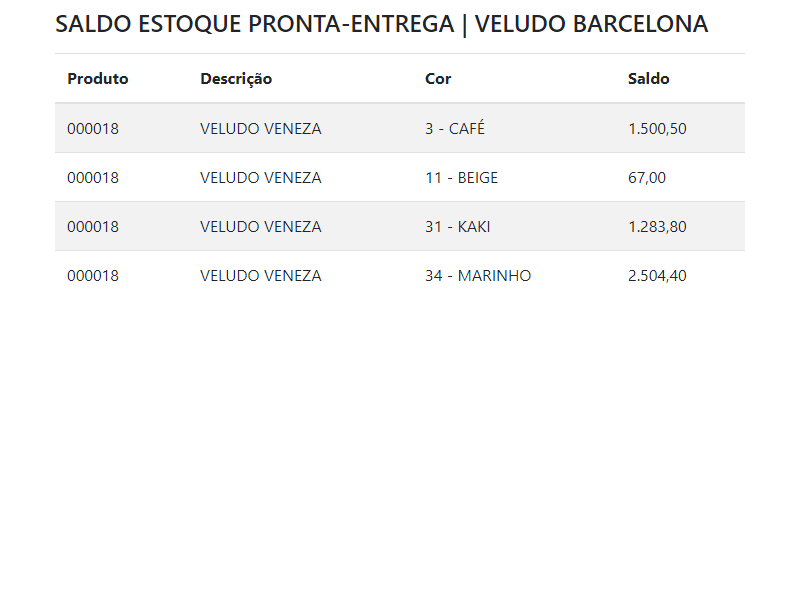 SALDO ESTOQUE PRONTA-ENTREGA | VELUDO BARCELONA
Produto Descrição Cor Saldo
000018 VELUDO VENEZA 3 - CAFÉ 1.500,50
000018 VELUDO VENEZA 11 - BEIGE 67,00
000018 VELUDO VENEZA 31 - KAKI 1.283,80
000018 VELUDO VENEZA 34 - MARINHO 2.504,40